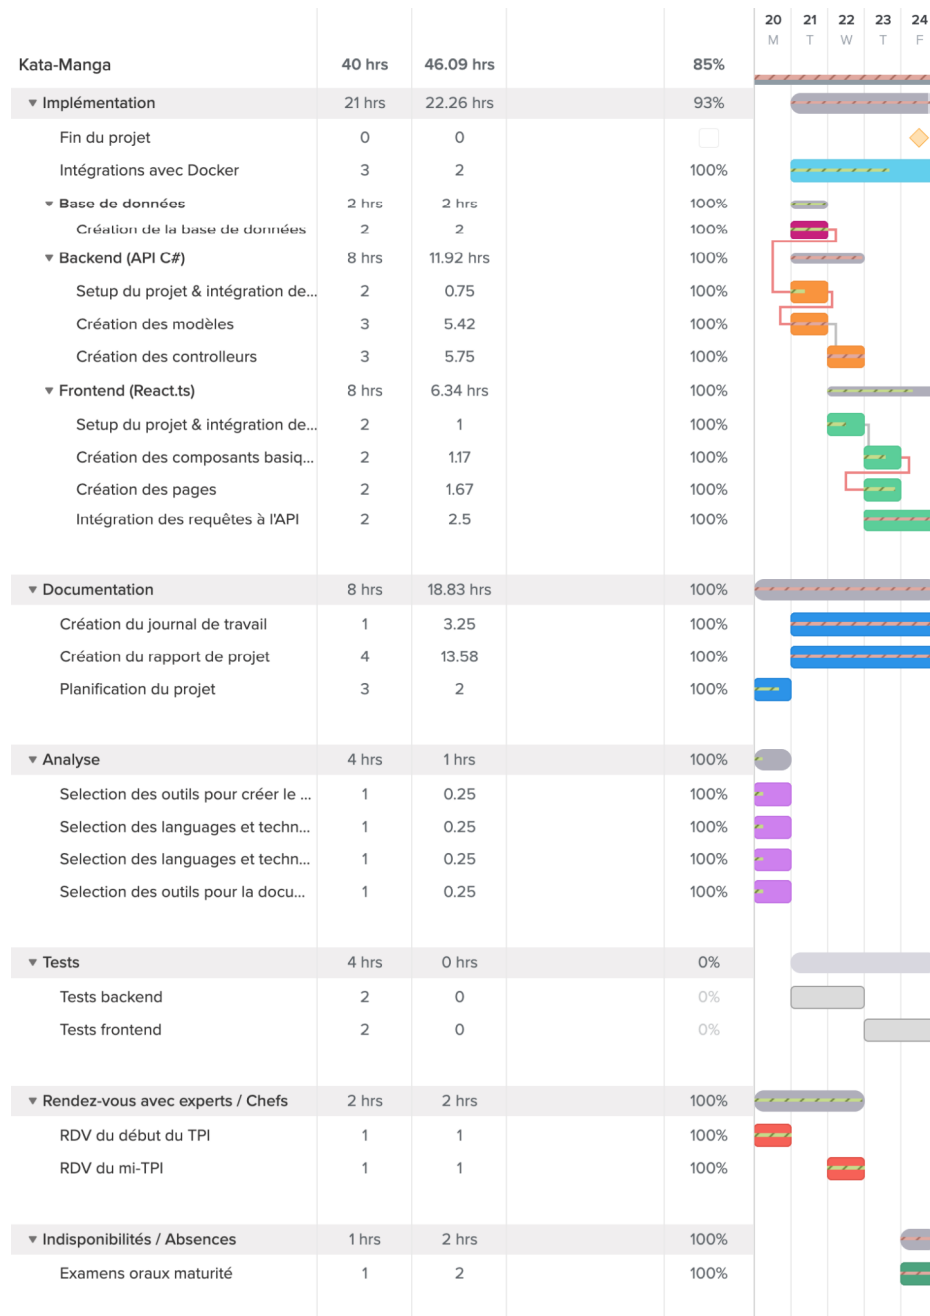 20 21 22 23 24
M T W T F
Kata-Manga 40 hrs 46.09 hrs 85%
Implémentation 21 hrs 22.26 hrs 93%
Fin du projet 0 0
Intégrations avec Docker 3 2 100%
Base de données 2 hrs 2 hrs 100%
Création de la base de données 2 2 100%
Backend (API C#) 8 hrs 11.92 hrs 100%
Setup du projet & intégration de... 2 0.75 100%
Création des modèles 3 5.42 100%
Création des controlleurs 3 5.75 100%
Frontend (React.ts) 8 hrs 6.34 hrs 100%
Setup du projet & intégration de... 2 1 100%
Création des composants basiq... 2 1.17 100%
Création des pages 2 1.67 100%
Intégration des requêtes à l'API 2 2.5 100%
Documentation 8 hrs 18.83 hrs 100%
Création du journal de travail 1 3.25 100%
Création du rapport de projet 4 13.58 100%
Planification du projet 3 2 100%
Analyse 4 hrs 1 hrs 100%
Selection des outils pour créer le ... 1 0.25 100%
Selection des languages et techn... 1 0.25 100%
Selection des languages et techn... 1 0.25 100%
Selection des outils pour la docu... 1 0.25 100%
Tests 4 hrs 0 hrs 0%
Tests backend 2 0 0%
Tests frontend 2 0 0%
Rendez-vous avec experts / Chefs 2 hrs 2 hrs 100%
RDV du début du TPI 1 1 100%
RDV du mi-TPI 1 1 100%
Indisponibilités / Absences 1 hrs 2 hrs 100%
Examens oraux maturité 1 2 100%